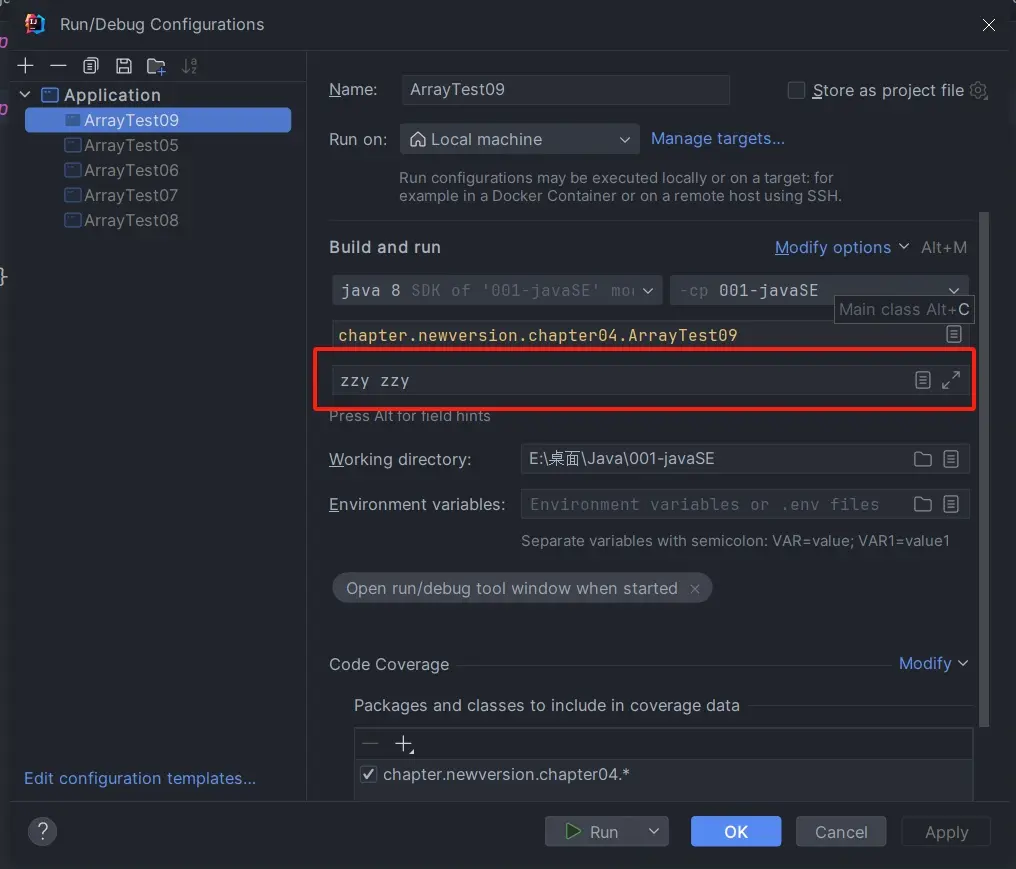 Run/Debug Configurations
Application
ArrayTest09
ArrayTest05
ArrayTest06
ArrayTest07
ArrayTest08
Edit configuration templates...
Name: ArrayTest09 Store as project file
Run on: Local machine Manage targets...
Run configurations may be executed locally or on a target: for
example in a Docker Container or on a remote host using SSH.
Build and run Modify options Alt+M
java 8 SDK of '001-javaSE' -cp 001-javaSE
Main class Alt+C
chapter.newversion.chapter04.ArrayTest09
zzy zzy
Press Alt for field hints
Working directory: E:\桌面\Java\001-javaSE
Environment variables: Environment variables or .env files
Separate variables with semicolon: VAR=value; VAR1=value1
Open run/debug tool window when started
Code Coverage Modify
Packages and classes to include in coverage data
chapter.newversion.chapter04.*
? Run OK Cancel Apply